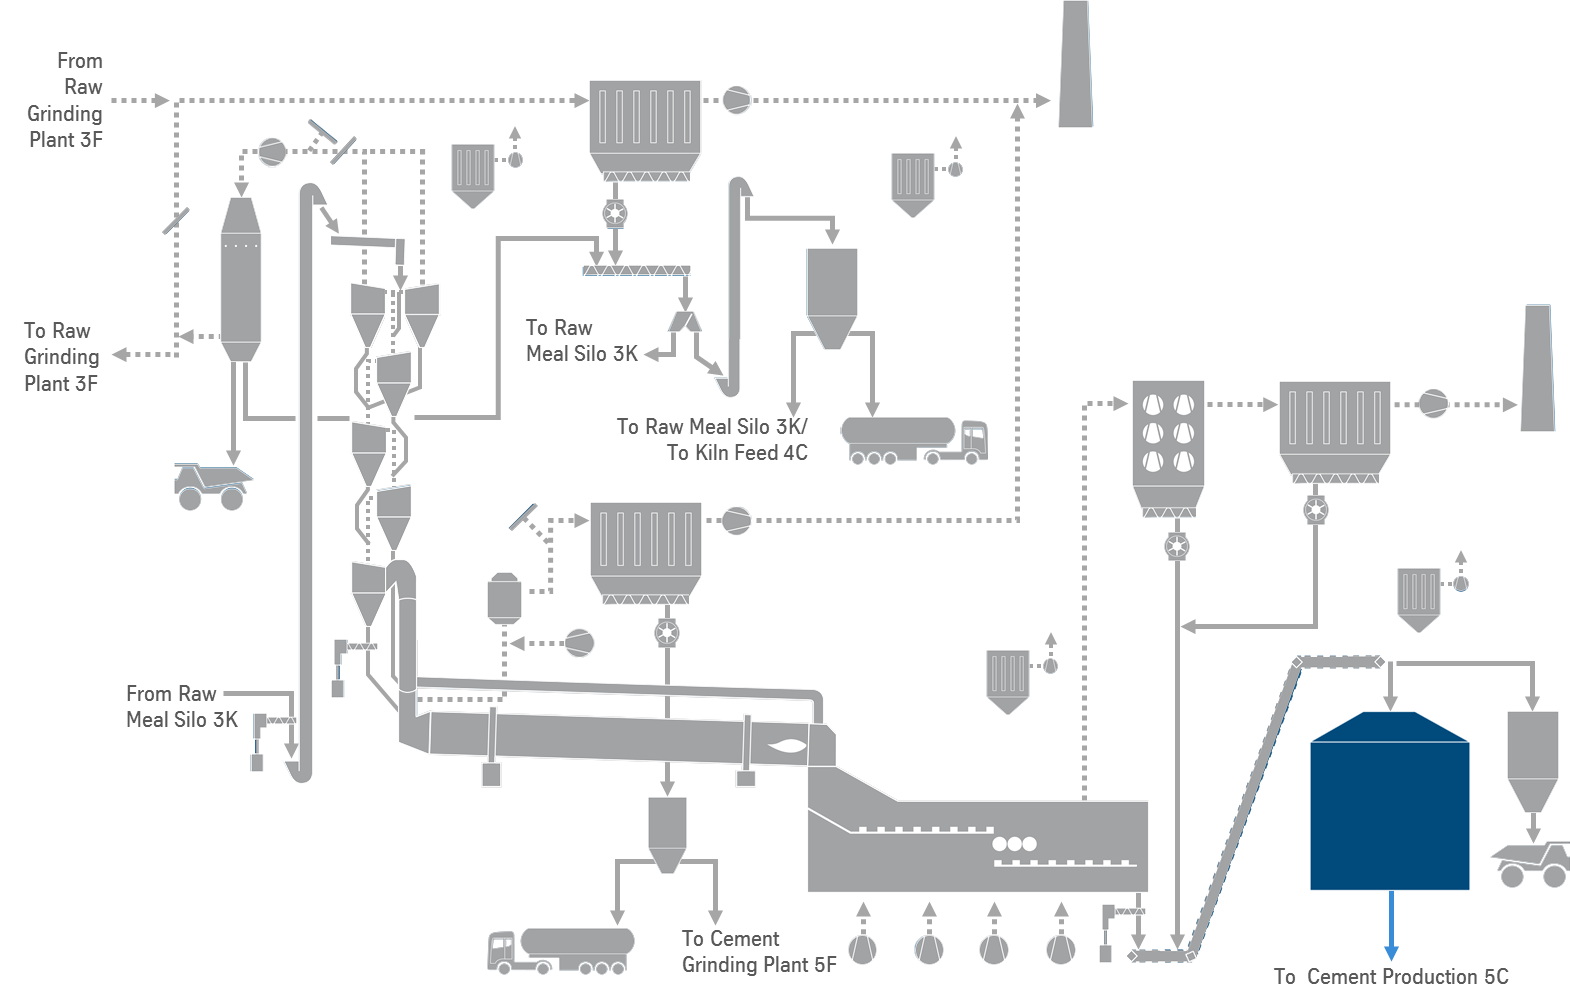 From
Raw
Grinding
Plant 3F
To Raw
Grinding
Plant 3F
To Raw
Meal Silo 3K
To Raw Meal Silo 3K/
To Kiln Feed 4C
From Raw
Meal Silo 3K
To Cement
Grinding Plant 5F
To Cement Production 5C